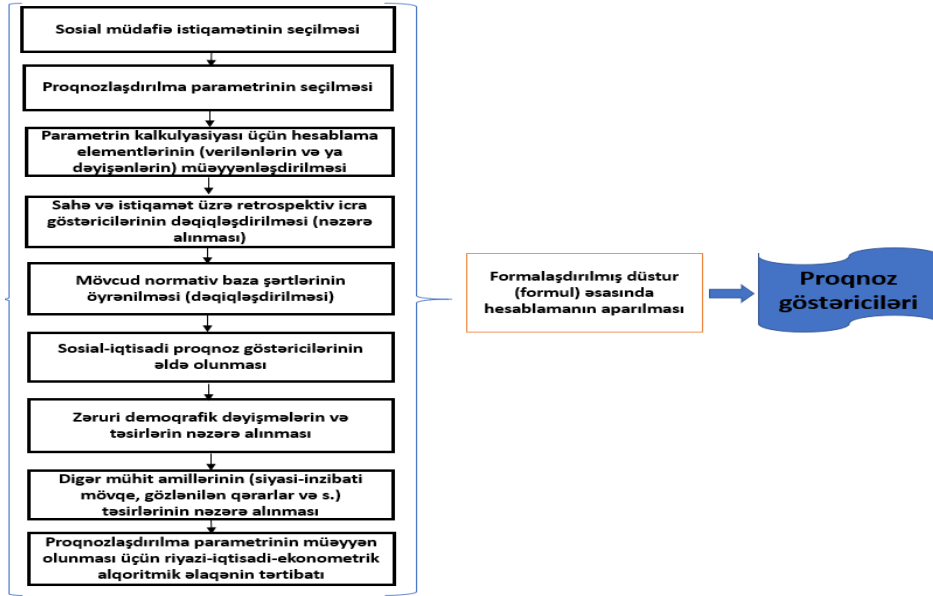 Sosial müdafiə istiqamətinin seçilməsi
Proqnozlaşdırılma parametrinin seçilməsi
Parametrin kalkulyasiyası üçün hesablama
elementlərinin (verilənlərin və ya
dəyişənlərin) müəyyənləşdirilməsi
Sahə və istiqamət üzrə retrospektiv icra
göstəricilərinin dəqiqləşdirilməsi (nəzərə
alınması)
Mövcud normativ baza şərtlərinin
öyrənilməsi (dəqiqləşdirilməsi)
Sosial-iqtisadi proqnoz göstəricilərinin
əldə olunması
Zəruri demoqrafik dəyişmələrin və
təsirlərin nəzərə alınması
Digər mühit amillərinin (siyasi-inzibati
mövqe, gözlənilən qərarlar və s.)
təsirlərinin nəzərə alınması
Proqnozlaşdırılma parametrinin müəyyən
olunması üçün riyazi-iqtisadi-ekonometrik
alqoritmik əlaqənin tərtibatı
Formalaşdırılmış düstur
(formul) əsasında
hesablamanın aparılması
Proqnoz
göstəriciləri